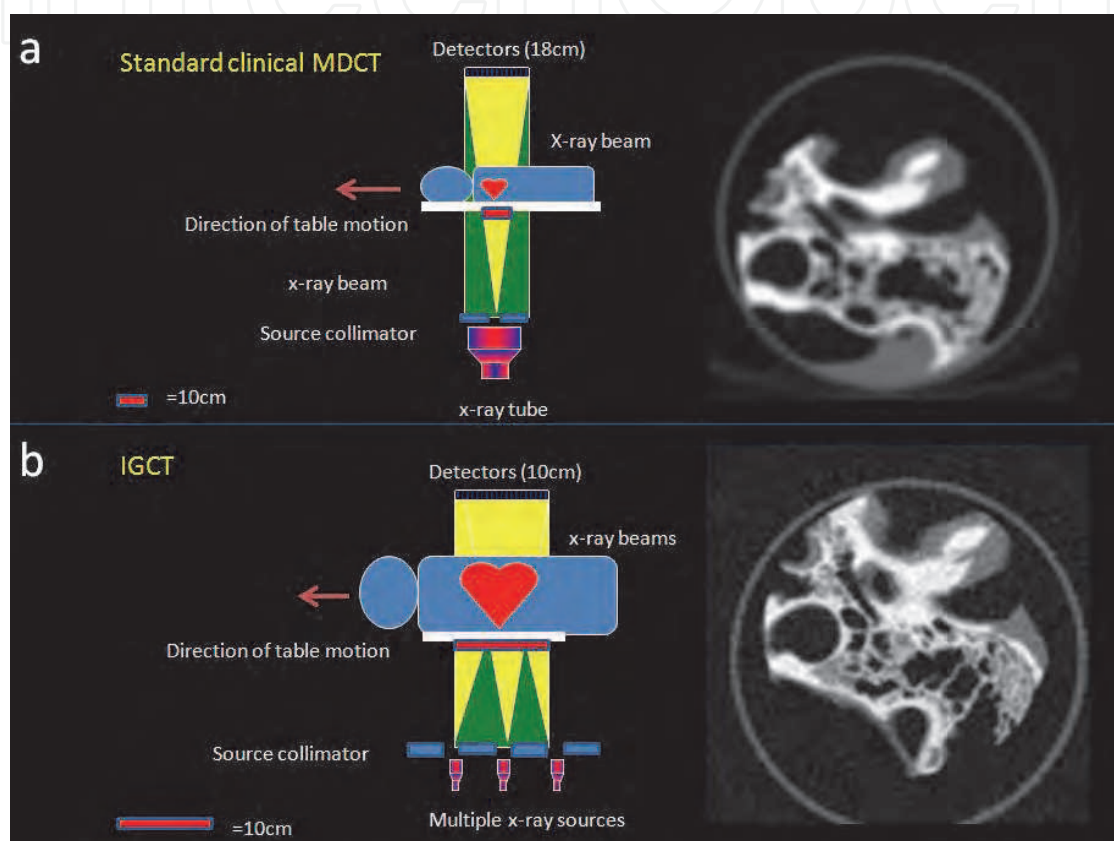 a
Standard clinical MDCT
Detectors (18cm)
X-ray beam
Direction of table motion
x-ray beam
Source collimator
=10cm
x-ray tube
b
IGCT
Detectors (10cm)
x-ray beams
Direction of table motion
Source collimator
Multiple x-ray sources
=10cm